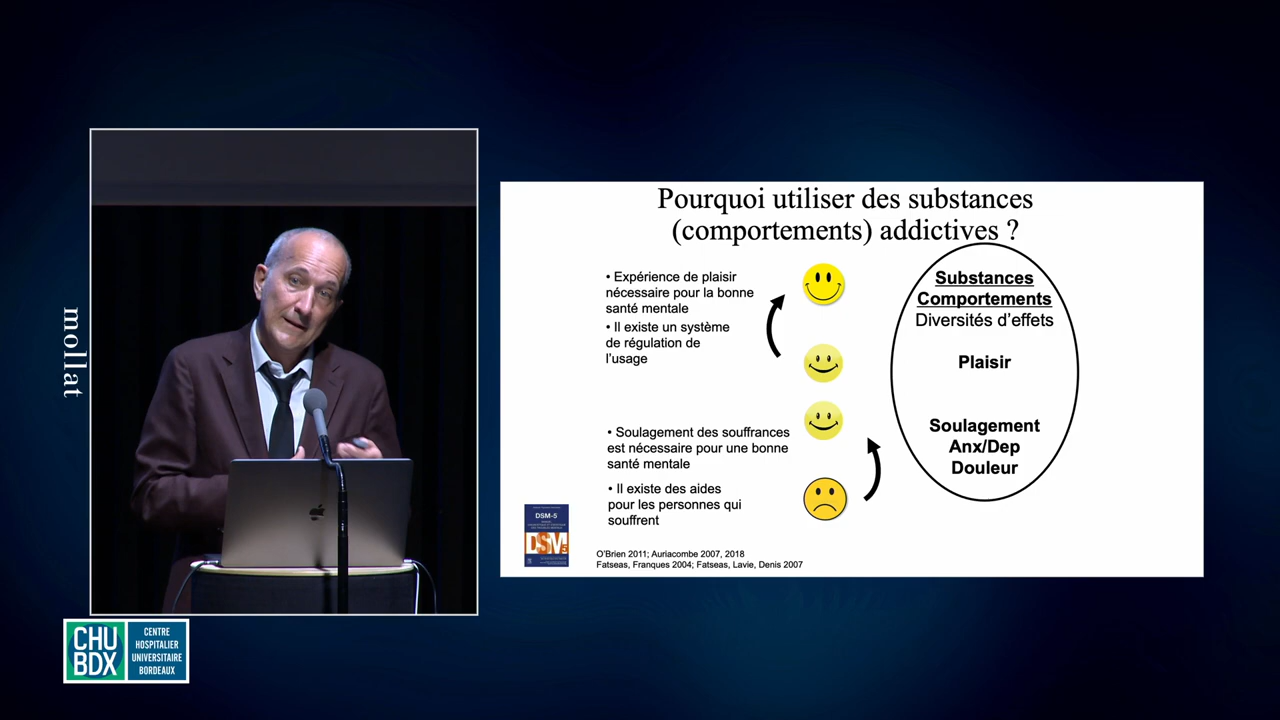 mollat
CHU
BDX
CENTRE
HOSPITALIER
UNIVERSITAIRE
BORDEAUX
Pourquoi utiliser des substances
(comportements) addictives ?
• Expérience de plaisir
nécessaire pour la bonne
santé mentale
• Il existe un système
de régulation de
l'usage
• Soulagement des souffrances
est nécessaire pour une bonne
santé mentale
• Il existe des aides
pour les personnes qui
souffrent
Substances
Comportements
Diversités d'effets
Plaisir
Soulagement
Anx/Dep
Douleur
DSM-5
DSM
5
O'Brien 2011; Auriacombe 2007, 2018
Fatseas, Franques 2004; Fatseas, Lavie, Denis 2007